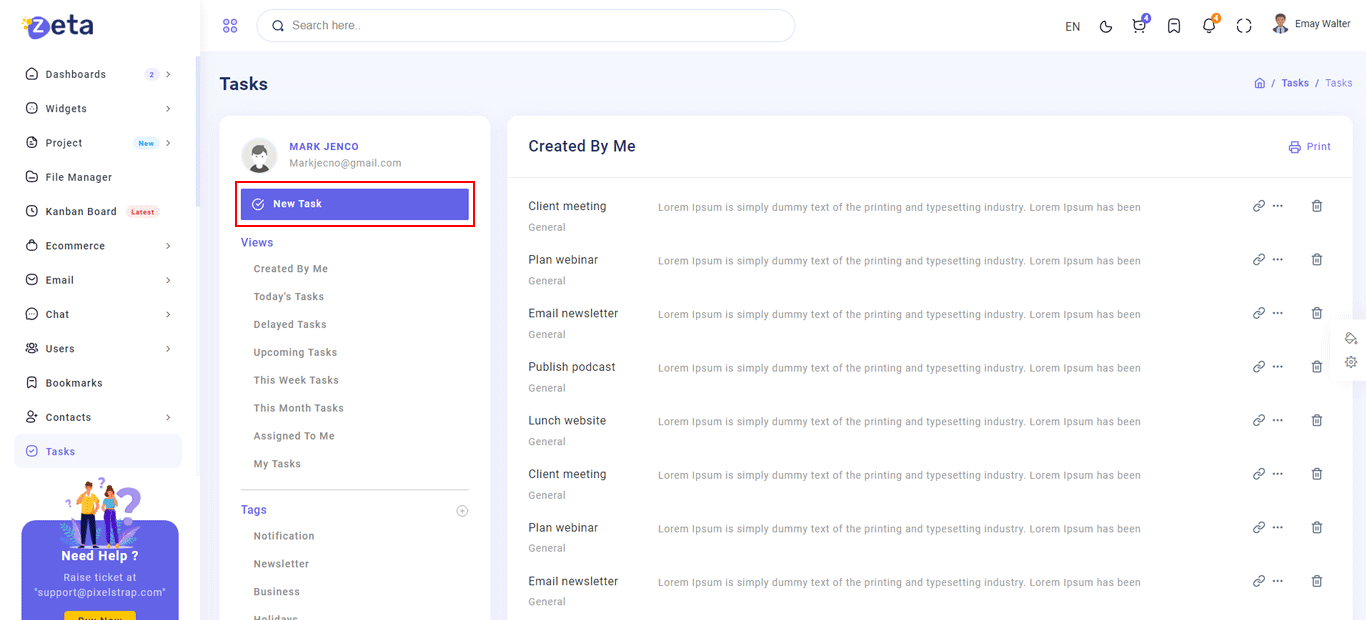 zeta
Search here..
EN
4
4
Emay Walter
Dashboards
2
Widgets
Project
New
File Manager
Kanban Board
Latest
Ecommerce
Email
Chat
Users
Bookmarks
Contacts
Tasks
Need Help ?
Raise ticket at
"support@pixelstrap.com"
Buy Now
Tasks
/ Tasks / Tasks
MARK JENCO
Markjecno@gmail.com
New Task
Views
Created By Me
Today's Tasks
Delayed Tasks
Upcoming Tasks
This Week Tasks
This Month Tasks
Assigned To Me
My Tasks
Tags
Notification
Newsletter
Business
Holidays
Created By Me
Print
Client meeting
Lorem Ipsum is simply dummy text of the printing and typesetting industry. Lorem Ipsum has been
General
Plan webinar
Lorem Ipsum is simply dummy text of the printing and typesetting industry. Lorem Ipsum has been
General
Email newsletter
Lorem Ipsum is simply dummy text of the printing and typesetting industry. Lorem Ipsum has been
General
Publish podcast
Lorem Ipsum is simply dummy text of the printing and typesetting industry. Lorem Ipsum has been
General
Lunch website
Lorem Ipsum is simply dummy text of the printing and typesetting industry. Lorem Ipsum has been
General
Client meeting
Lorem Ipsum is simply dummy text of the printing and typesetting industry. Lorem Ipsum has been
General
Plan webinar
Lorem Ipsum is simply dummy text of the printing and typesetting industry. Lorem Ipsum has been
General
Email newsletter
Lorem Ipsum is simply dummy text of the printing and typesetting industry. Lorem Ipsum has been
General